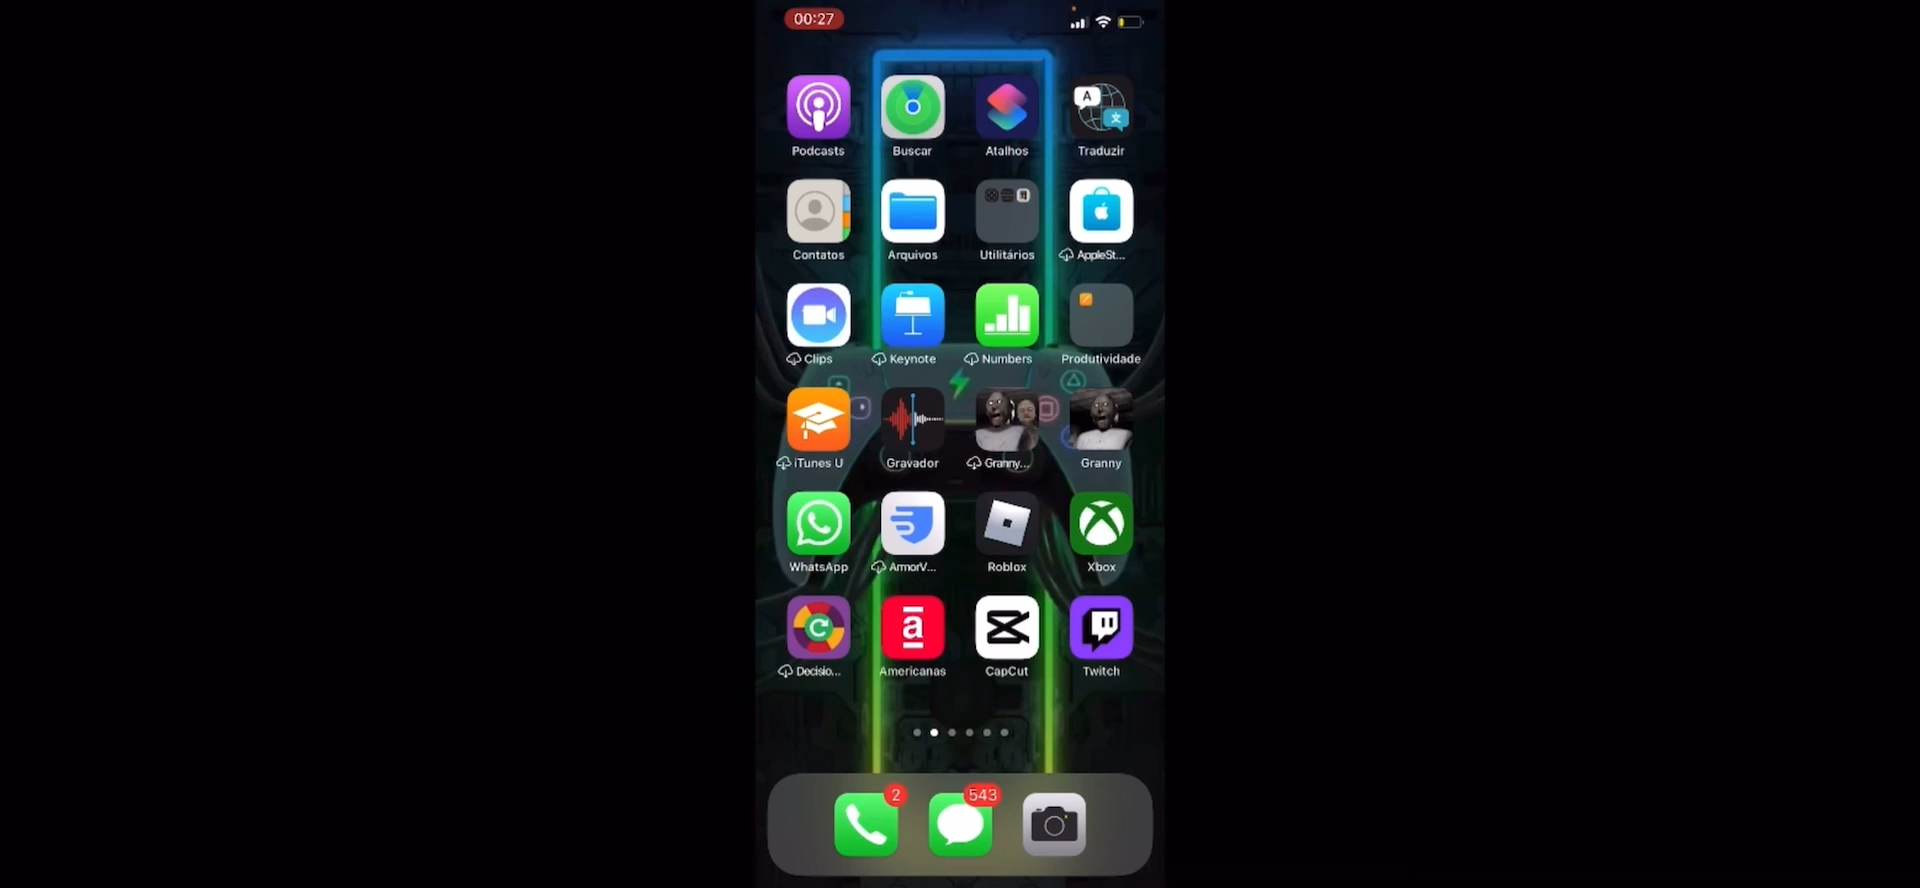 00:27
Podcasts
Buscar
Atalhos
Traduzir
Contatos
Arquivos
Utilitários
AppleSt...
Clips
Keynote
Numbers
Produtividade
iTunes U
Gravador
Granny...
Granny
WhatsApp
ArmorV...
Roblox
Xbox
Decisio...
Americanas
CapCut
Twitch
2
543